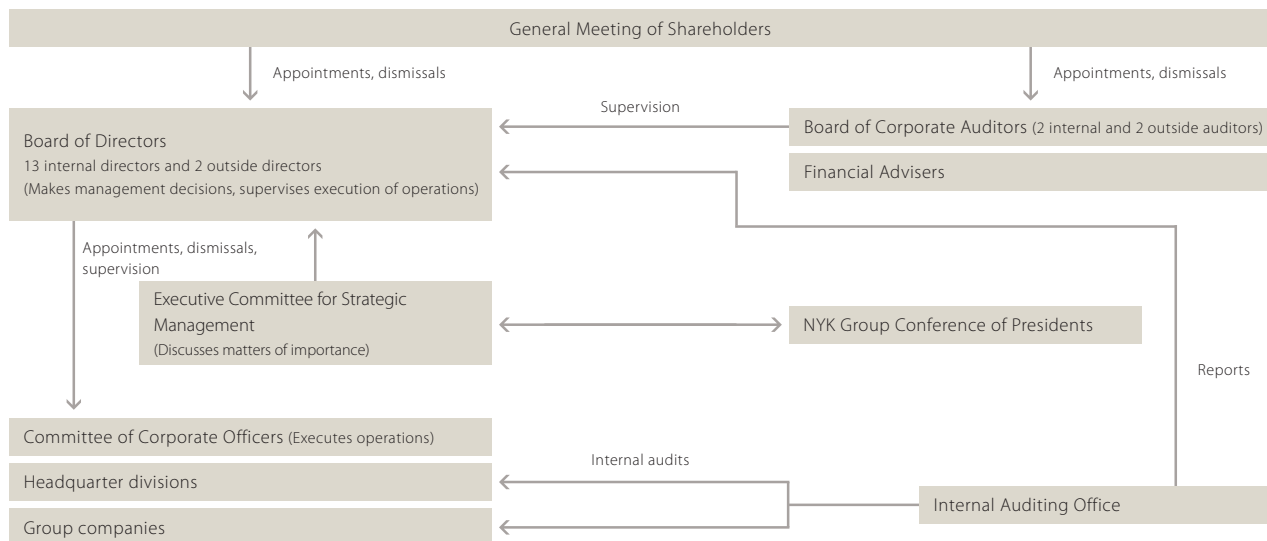 General Meeting of Shareholders
Appointments, dismissals
Appointments, dismissals
Supervision
Board of Directors
13 internal directors and 2 outside directors
(Makes management decisions, supervises execution of operations)
Board of Corporate Auditors (2 internal and 2 outside auditors)
Financial Advisers
Appointments, dismissals,
supervision
Executive Committee for Strategic
Management
(Discusses matters of importance)
NYK Group Conference of Presidents
Reports
Committee of Corporate Officers (Executes operations)
Internal audits
Headquarter divisions
Internal Auditing Office
Group companies